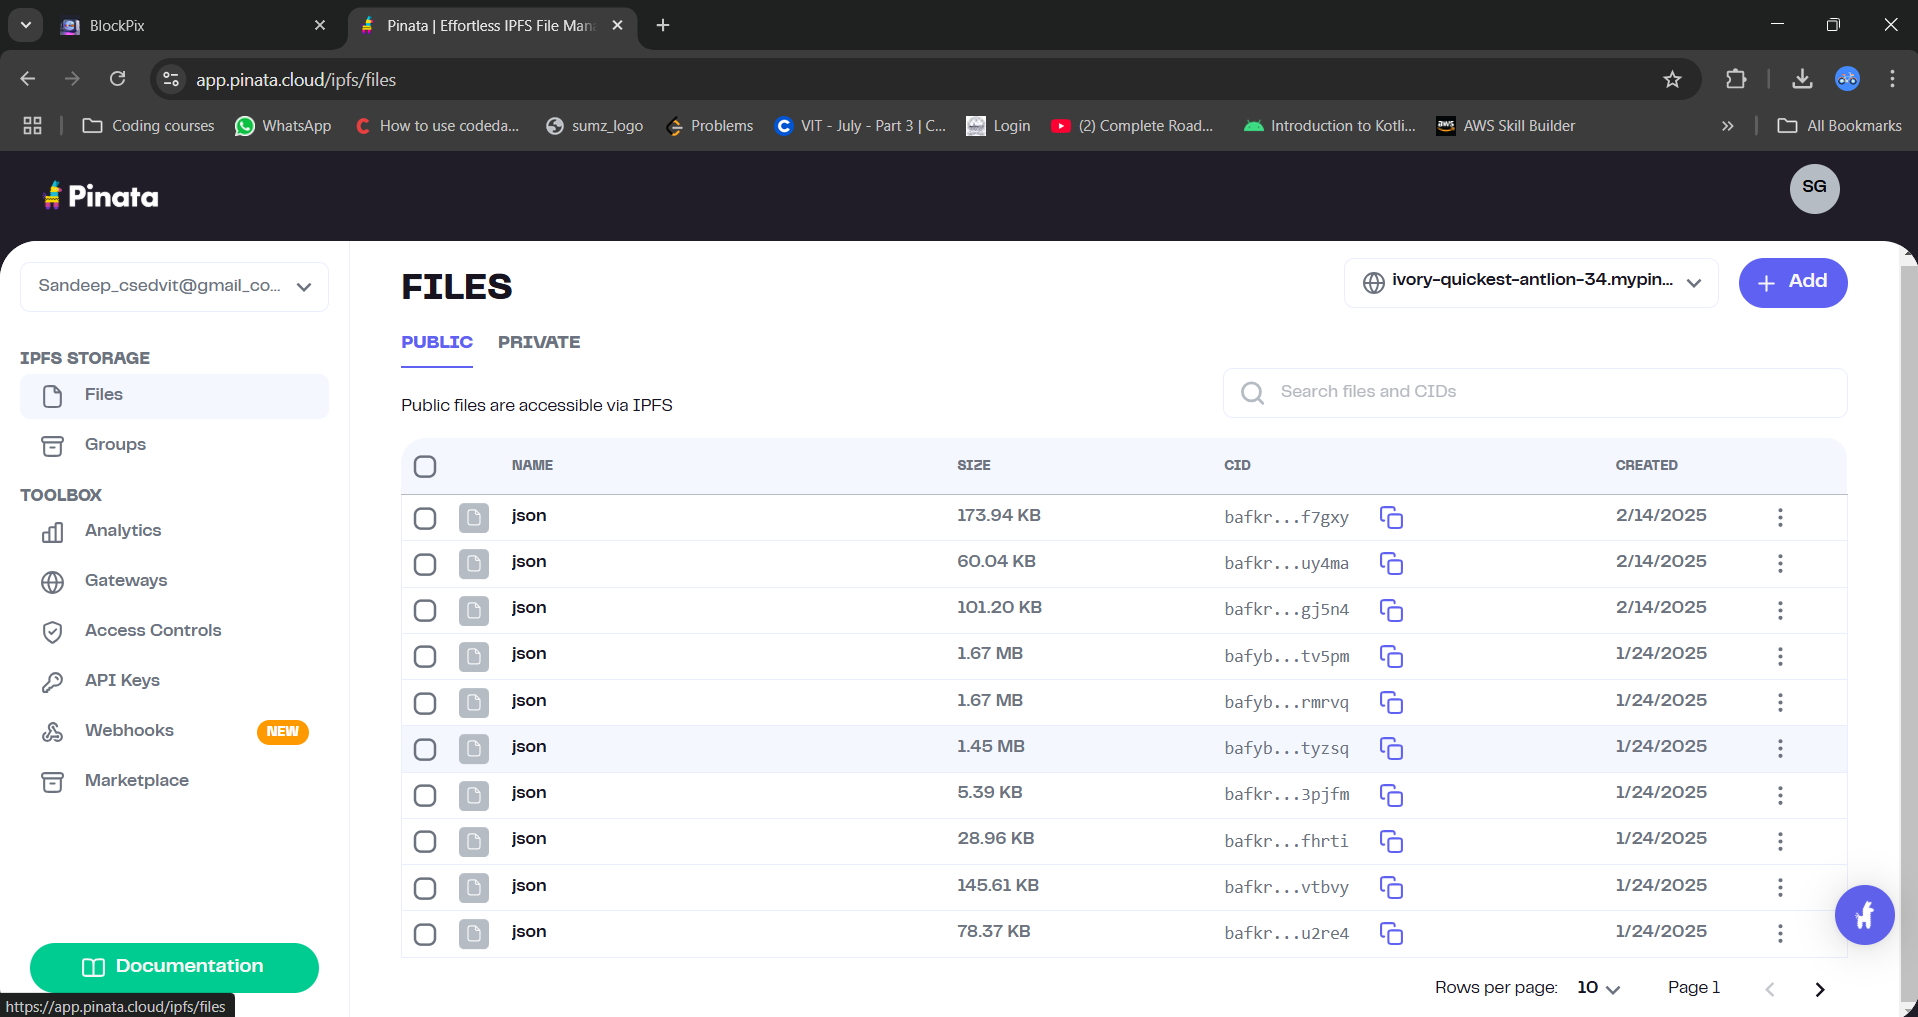 BlockPix
Pinata | Effortless IPFS File Man
app.pinata.cloud/ipfs/files
Coding courses
WhatsApp
How to use codeda...
sumz_logo
Problems
VIT - July - Part 3 | C...
Login
(2) Complete Road...
Introduction to Kotli...
aws
AWS Skill Builder
All Bookmarks
Pinata
SG
Sandeep_csedvit@gmail_co...
FILES
ivory-quickest-antlion-34.mypin...
+ Add
PUBLIC PRIVATE
IPFS STORAGE
Files
Groups
TOOLBOX
Analytics
Gateways
Access Controls
API Keys
Webhooks NEW
Marketplace
Documentation
Public files are accessible via IPFS
Search files and CIDs
NAME SIZE CID CREATED
json 173.94 KB bafkr...f7gxy 2/14/2025
json 60.04 KB bafkr...uy4ma 2/14/2025
json 101.20 KB bafkr...gj5n4 2/14/2025
json 1.67 MB bafyb...tv5pm 1/24/2025
json 1.67 MB bafyb...rmrvq 1/24/2025
json 1.45 MB bafyb...tyzsq 1/24/2025
json 5.39 KB bafkr...3pjfm 1/24/2025
json 28.96 KB bafkr...fhrti 1/24/2025
json 145.61 KB bafkr...vtbvy 1/24/2025
json 78.37 KB bafkr...u2re4 1/24/2025
Rows per page: 10 Page 1
https://app.pinata.cloud/ipfs/files